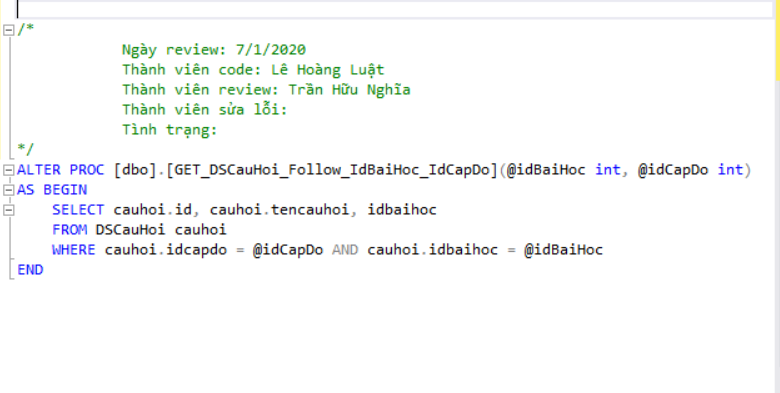 /*
Ngày review: 7/1/2020
Thành viên code: Lê Hoàng Luật
Thành viên review: Trần Hữu Nghĩa
Thành viên sửa lỗi:
Tình trạng:
*/
ALTER PROC [dbo].[GET_DSCauHoi_Follow_IdBaiHoc_IdCapDo](@idBaiHoc int, @idCapDo int)
AS BEGIN
SELECT cauhoi.id, cauhoi.tencauhoi, idbaihoc
FROM DSCauHoi cauhoi
WHERE cauhoi.idcapdo = @idCapDo AND cauhoi.idbaihoc = @idBaiHoc
END